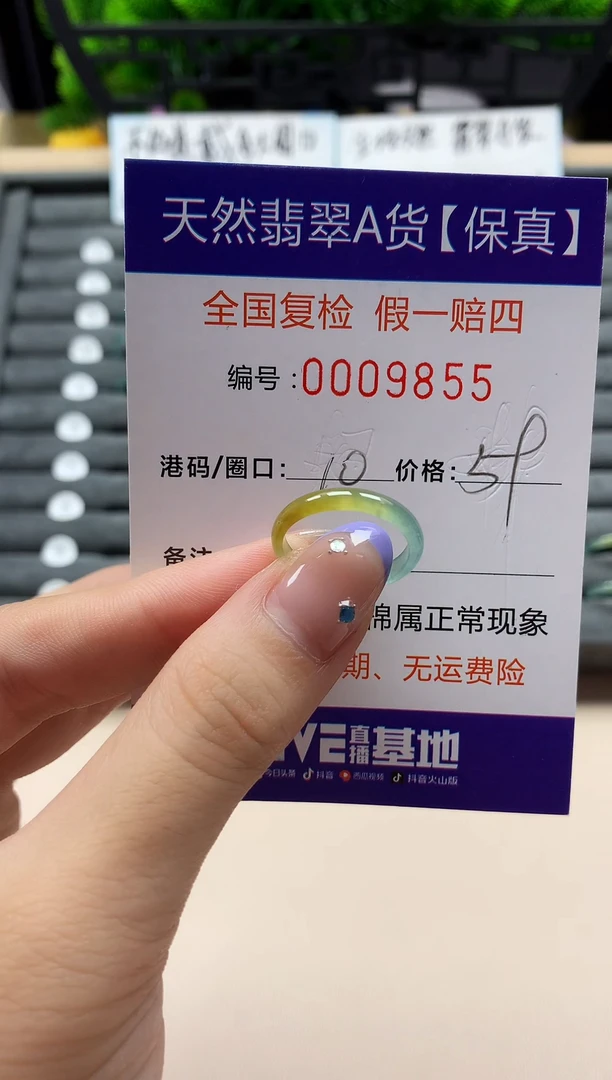 天然翡翠A货【保真】
全国复检 假一赔四
编号:0009855
港码/圈口: 10 价格:
备注
棉属正常现象
期、无运费险
直播基地
今日头条 抖音 西瓜视频 抖音火山版